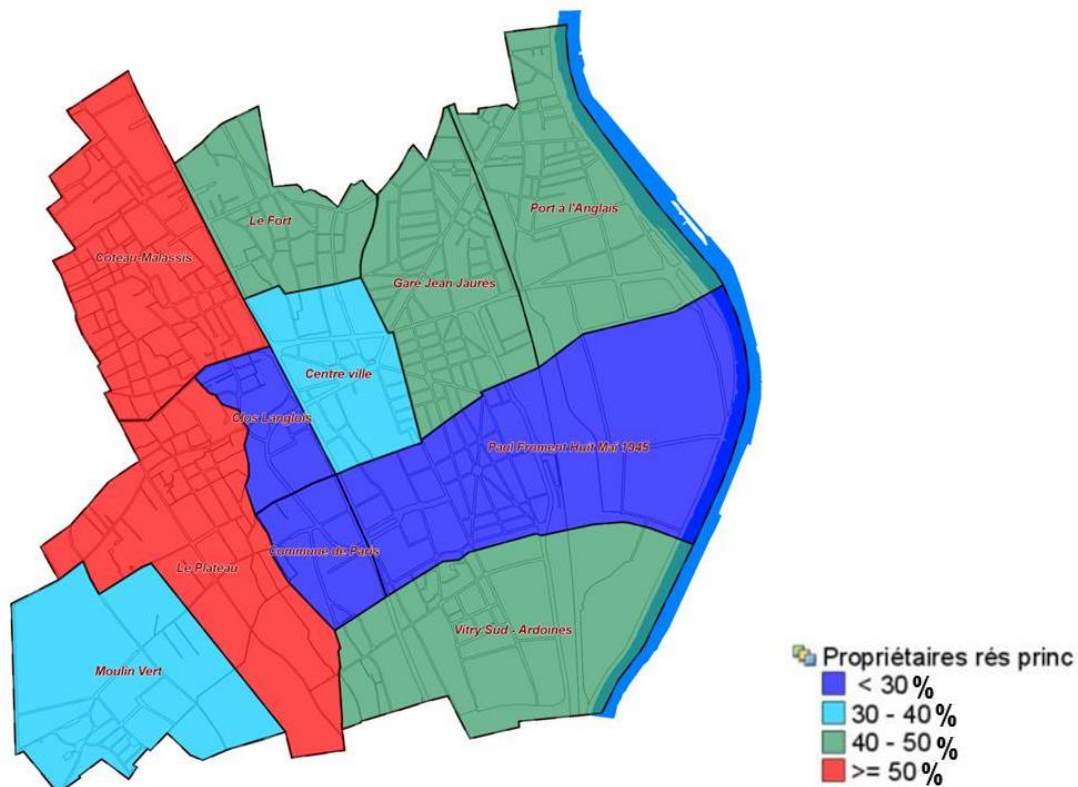 Port à l'Anglais
Le Fort
Coteau-Malassis
Gare Jean Jaurès
Centre ville
Clos Langlois
Paul Froment Huit Mai 1945
Commune de Paris
Le Plateau
Vitry Sud - Ardoines
Moulin Vert
Propriétaires rés princ
< 30 %
30 - 40 %
40 - 50 %
>= 50 %